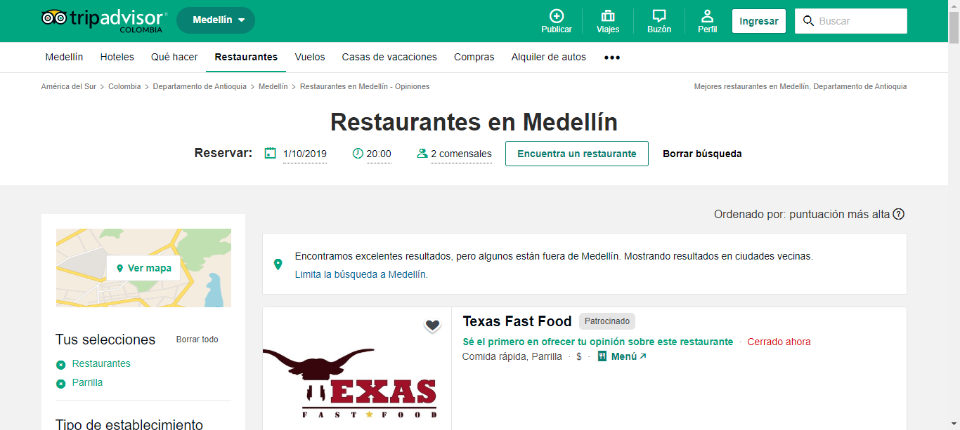 tripadvisor
COLOMBIA
Medellín
Publicar
Viajes
Buzón
Perfil
Ingresar
Buscar
Medellín Hoteles Qué hacer Restaurantes Vuelos Casas de vacaciones Compras Alquiler de autos •••
América del Sur > Colombia > Departamento de Antioquia > Medellín > Restaurantes en Medellín - Opiniones
Mejores restaurantes en Medellín, Departamento de Antioquia
Restaurantes en Medellín
Reservar: 1/10/2019 20:00 2 comensales Encuentra un restaurante Borrar búsqueda
Ordenado por: puntuación más alta ?
Ver mapa
Tus selecciones Borrar todo
Restaurantes
Parrilla
Tipo de establecimiento
Encontramos excelentes resultados, pero algunos están fuera de Medellín. Mostrando resultados en ciudades vecinas.
Limita la búsqueda a Medellín.
TEXAS
FAST FOOD
Texas Fast Food Patrocinado
Sé el primero en ofrecer tu opinión sobre este restaurante · Cerrado ahora
Comida rápida, Parrilla · $ · Menú